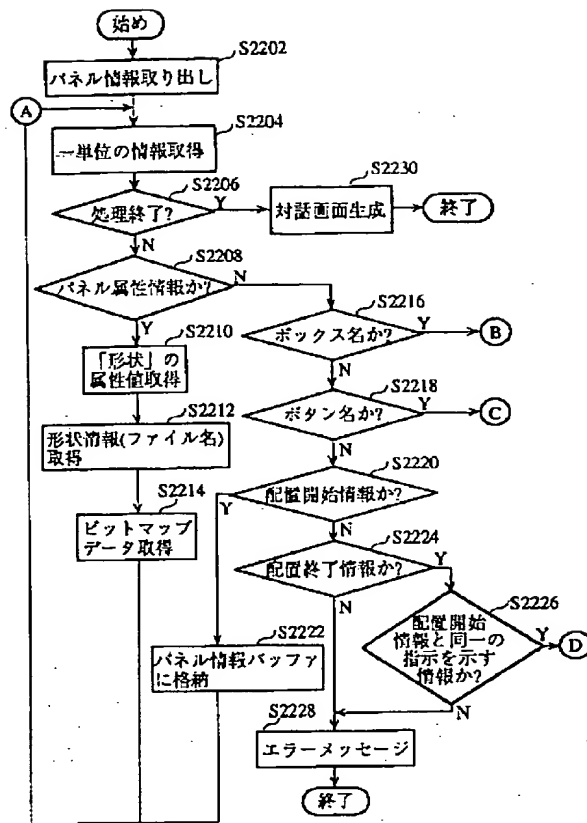 始め
S2202
パネル情報取り出し
A
S2204
一単位の情報取得
S2206
処理終了?
Y
N
S2230
対話画面生成
終了
S2208
パネル属性情報か?
N
Y
S2210
「形状」の
属性値取得
S2212
形状情報(ファイル名)
取得
S2214
ビットマップ
データ取得
S2216
ボックス名か?
Y
B
N
S2218
ボタン名か?
Y
C
N
S2220
配置開始情報か?
Y
N
S2222
パネル情報バッファ
に格納
S2224
配置終了情報か?
Y
N
S2226
配置開始
情報と同一の
指示を示す
情報か?
Y
D
N
S2228
エラーメッセージ
終了